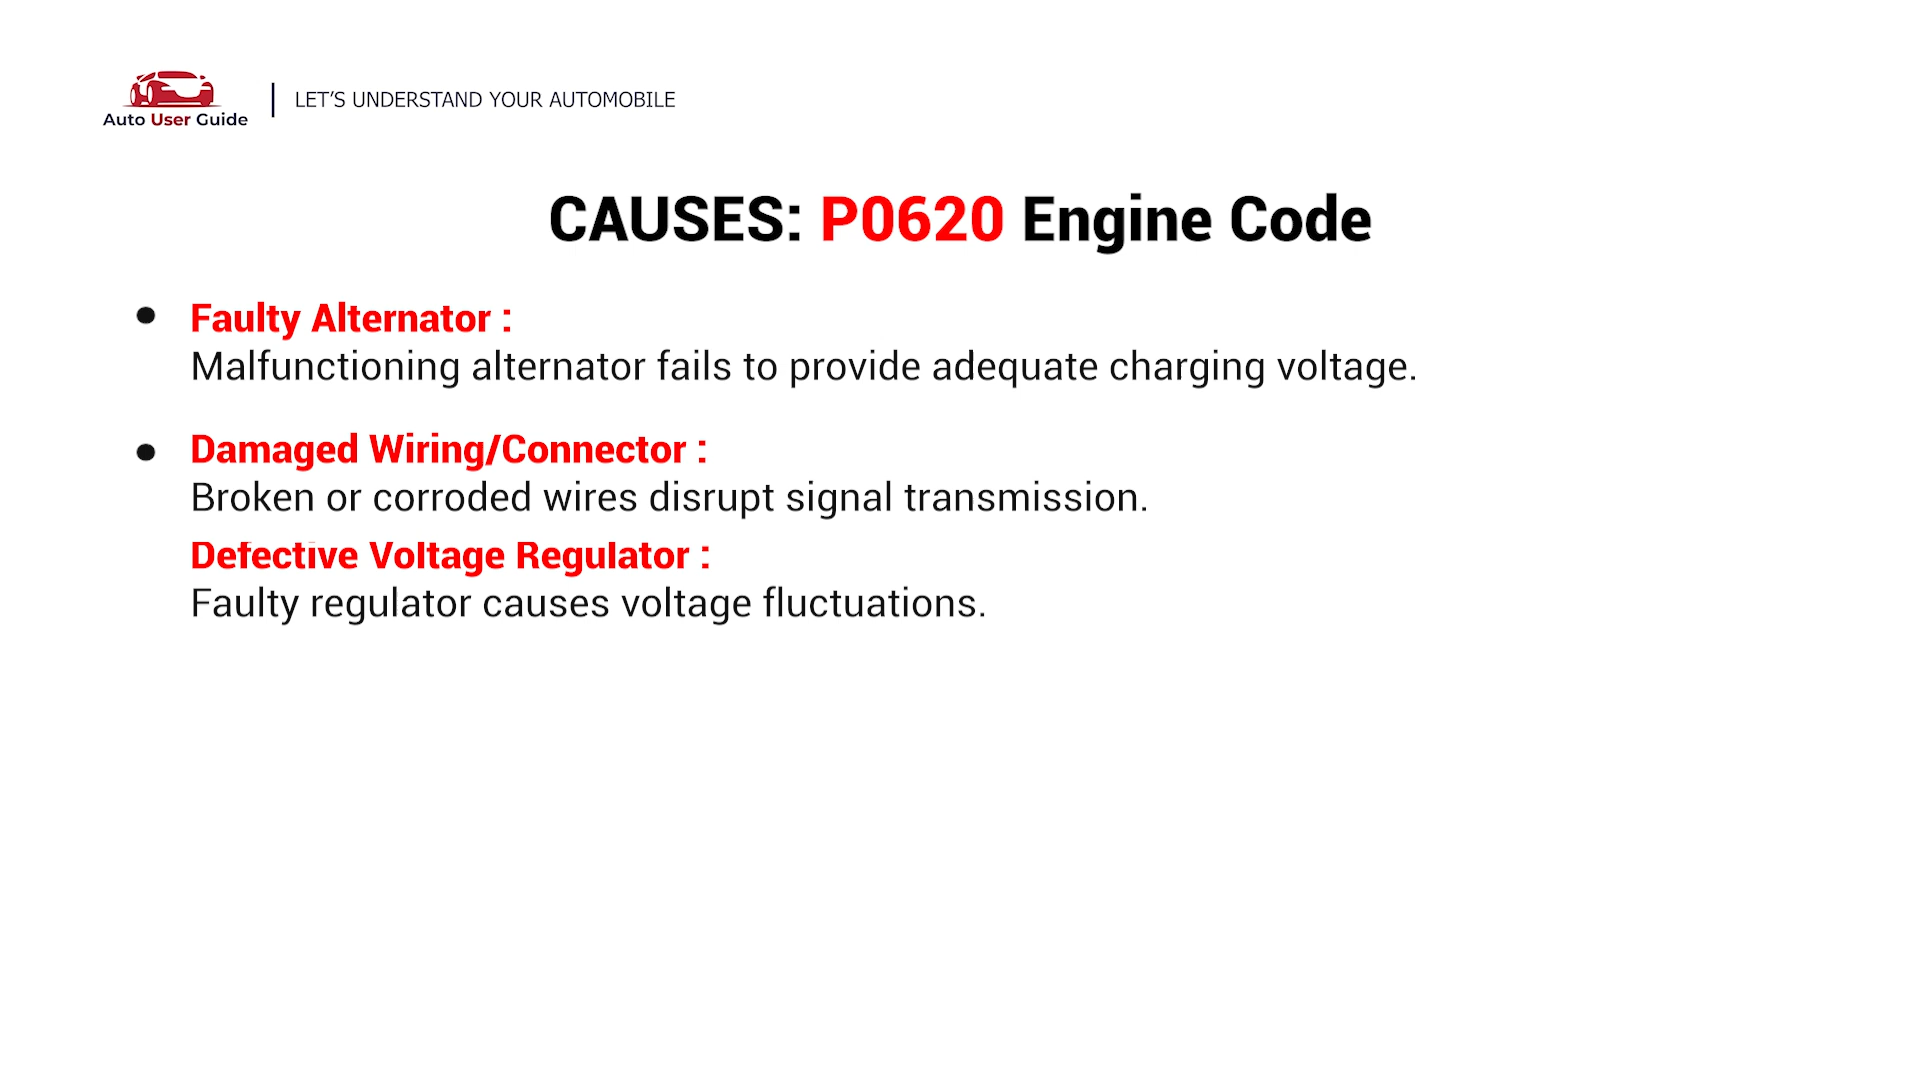 Auto User Guide
LET'S UNDERSTAND YOUR AUTOMOBILE
CAUSES: P0620 Engine Code
Faulty Alternator :
Malfunctioning alternator fails to provide adequate charging voltage.
Damaged Wiring/Connector :
Broken or corroded wires disrupt signal transmission.
Defective Voltage Regulator :
Faulty regulator causes voltage fluctuations.